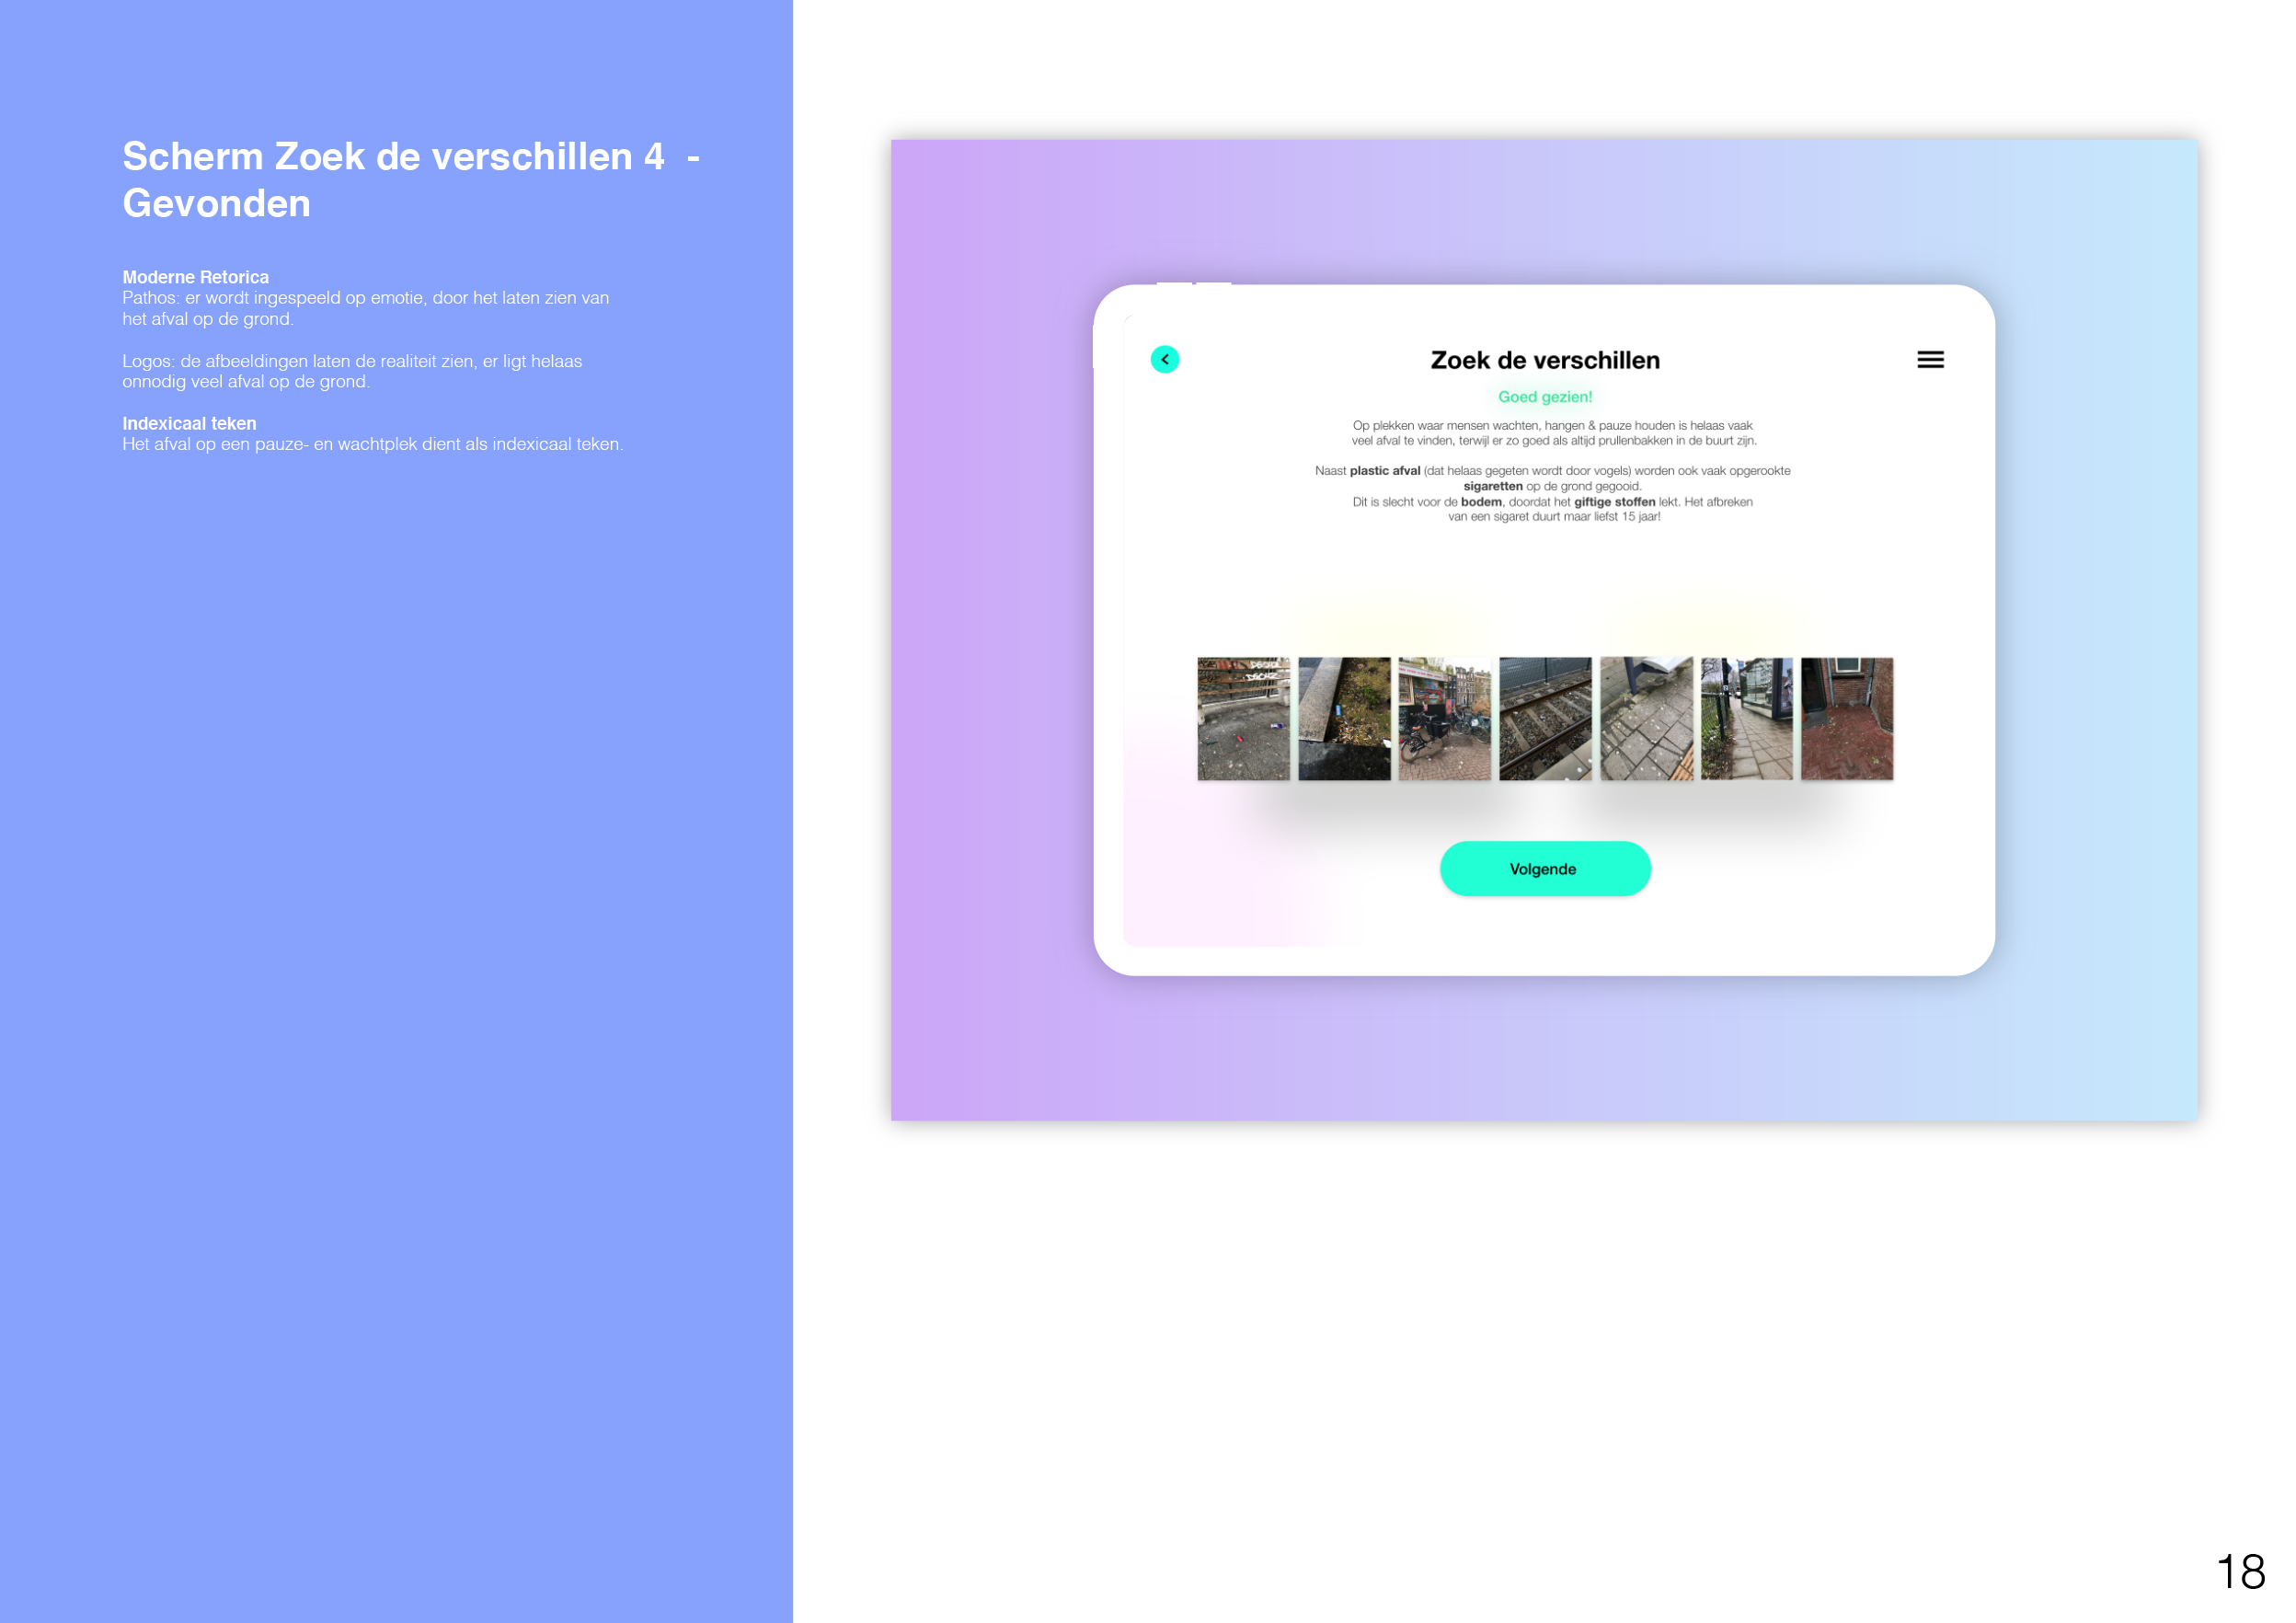 Scherm Zoek de verschillen 4 -
Gevonden
Moderne Retorica
Pathos: er wordt ingespeeld op emotie, door het laten zien van
het afval op de grond.
Logos: de afbeeldingen laten de realiteit zien, er ligt helaas
onnodig veel afval op de grond.
Indexicaal teken
Het afval op een pauze- en wachtplek dient als indexicaal teken.
Zoek de verschillen
Goed gezien!
Op plekken waar mensen wachten, hangen & pauze houden is helaas vaak
veel afval te vinden, terwijl er zo goed als altijd prullenbakken in de buurt zijn.
Naast plastic afval (dat helaas gegeten wordt door vogels) worden ook vaak opgerookte
sigaretten op de grond gegooid.
Dit is slecht voor de bodem, doordat het giftige stoffen lekt. Het afbreken
van een sigaret duurt maar liefst 15 jaar!
Volgende
18